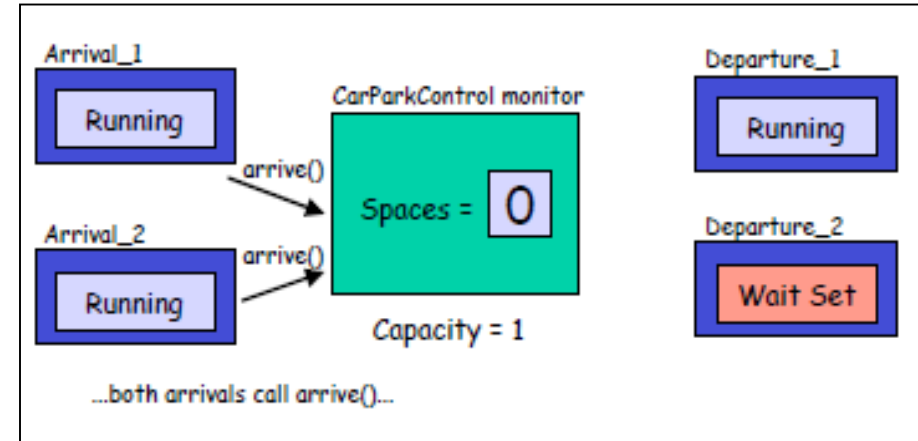 Arrival_1
Running
arrive()
Arrival_2
arrive()
Running
CarParkControl monitor
Spaces = 0
Capacity = 1
Departure_1
Running
Departure_2
Wait Set
...both arrivals call arrive()...